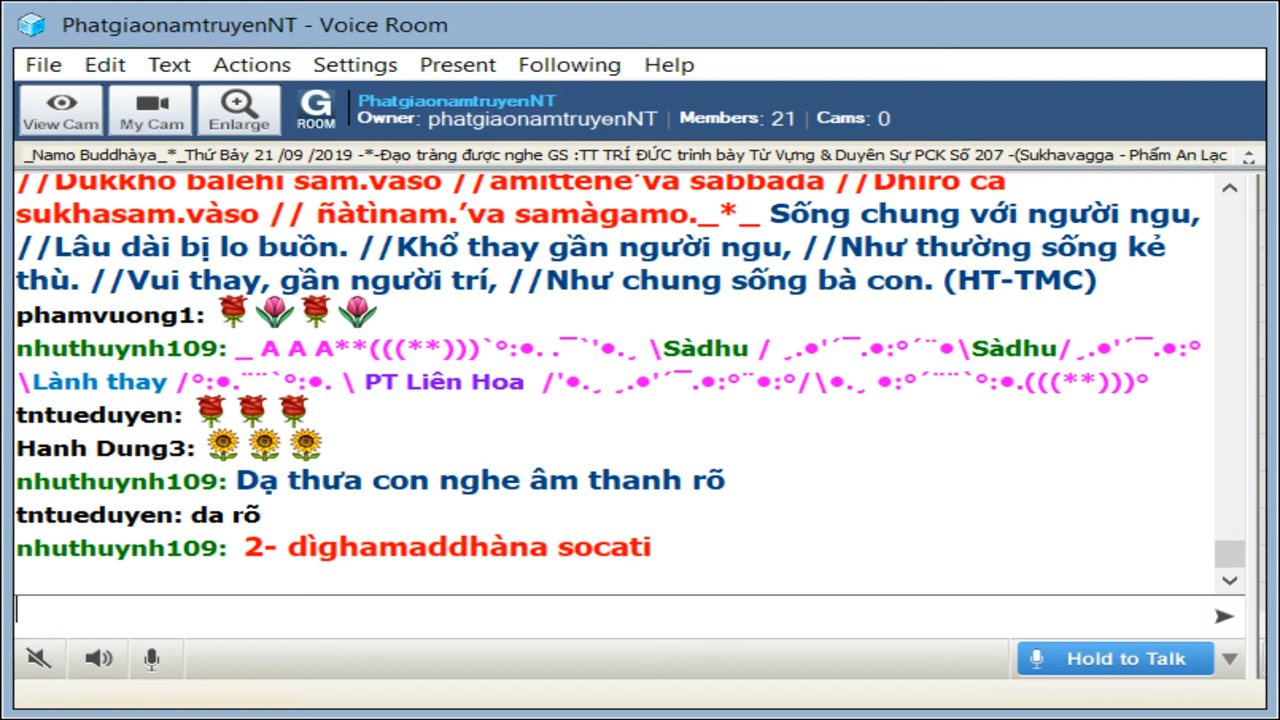 PhatgiaonamtruyenNT - Voice Room
File Edit Text Actions Settings Present Following Help
View Cam My Cam Enlarge G ROOM PhatgiaonamtruyenNT
Owner: phatgiaonamtruyenNT Members: 21 Cams: 0
_Namo Buddhàya_*_Thứ Bảy 21 /09 /2019 -*-Đạo tràng được nghe GS :TT TRÍ ĐỨC trình bày Từ Vựng & Duyên Sự PCK Số 207 -(Sukhavagga - Phẩm An Lạc
//Dukkho bàlehi sam.vàso //amittene'va sabbadà //Dhìro ca
sukhasam.vàso // ñàtìnam.’va samàgamo._*_ Sống chung với người ngu,
//Lâu dài bị lo buồn. //Khổ thay gần người ngu, //Như thường sống kẻ
thù. //Vui thay, gần người trí, //Như chung sống bà con. (HT-TMC)
phamvuong1: 🌹🌷🌹🌷
nhuthuynh109: _ A A A**(((**)))`°:•. .¯`'•.¸ \Sàdhu / ¸.•'´¯.•:°´¨•\Sàdhu/¸.•'´¯.•:°
\Lành thay /°:•.¨¨`°:•. \ PT Liên Hoa /'•.¸ ¸.•'´¯.•:°¨•:°/\•.¸ •:°´¨¨`°:•.(((**)))°
tntueduyen: 🌹🌹🌹
Hanh Dung3: 🌻🌻🌻
nhuthuynh109: Dạ thưa con nghe âm thanh rõ
tntueduyen: da rõ
nhuthuynh109: 2- dìghamaddhàna socati
Hold to Talk